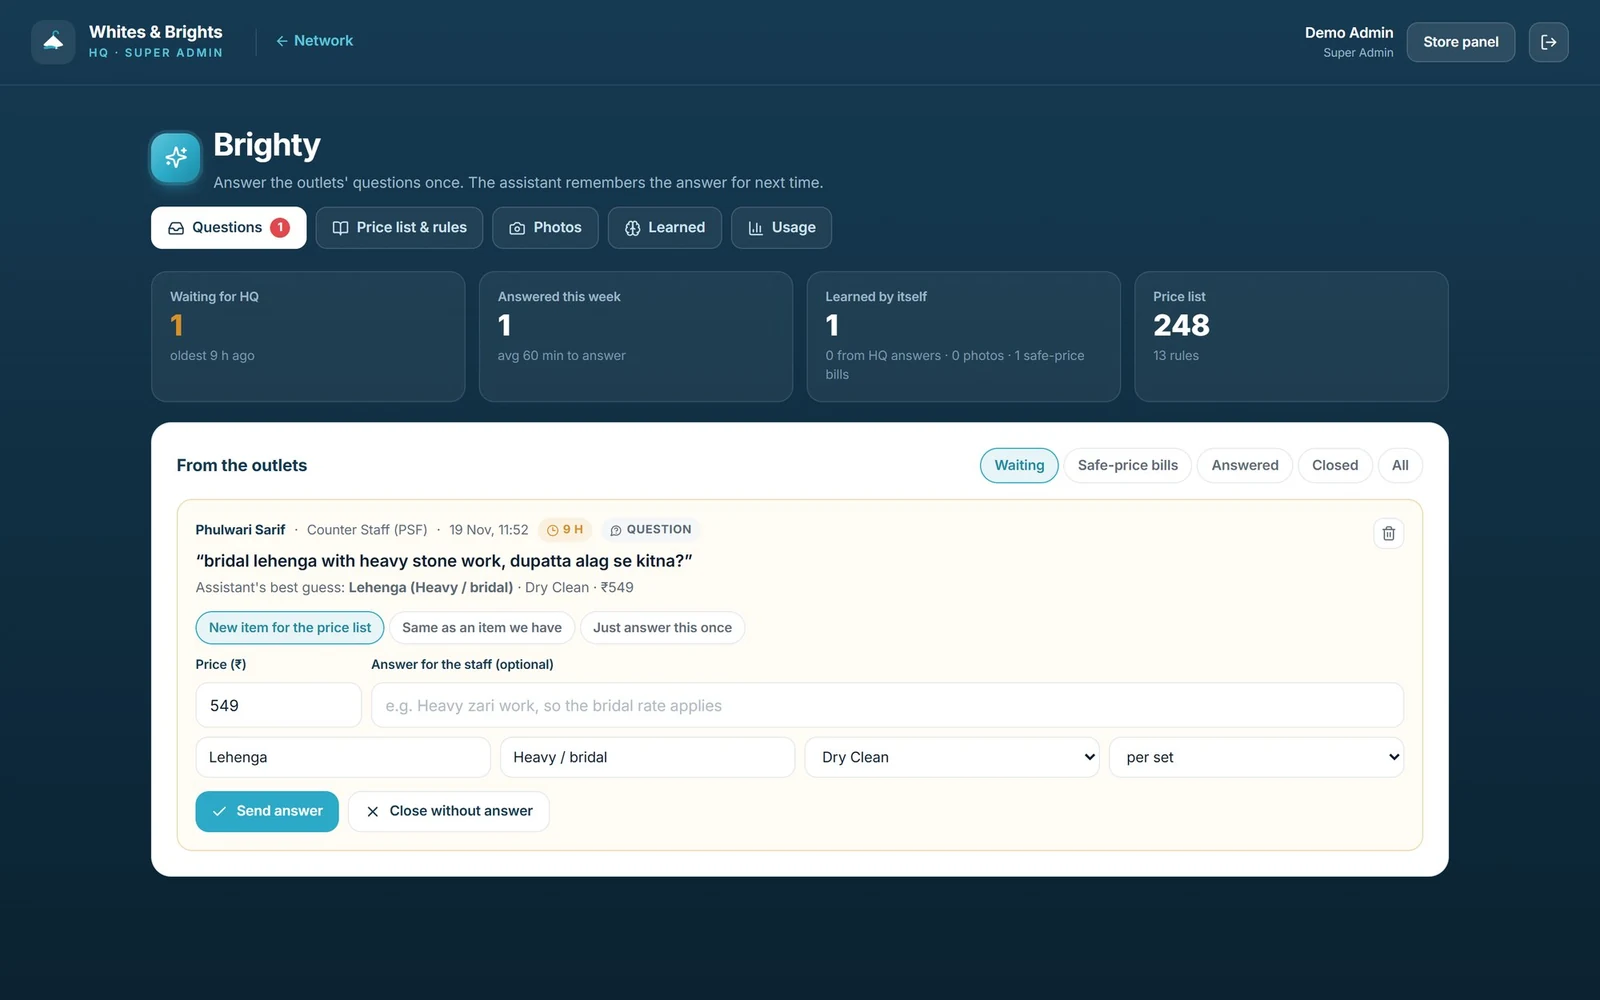 Whites & Brights
HQ · SUPER ADMIN
← Network
Demo Admin
Super Admin
Store panel
Brighty
Answer the outlets' questions once. The assistant remembers the answer for next time.
Questions 1
Price list & rules
Photos
Learned
Usage
Waiting for HQ
1
oldest 9 h ago
Answered this week
1
avg 60 min to answer
Learned by itself
1
0 from HQ answers · 0 photos · 1 safe-price
bills
Price list
248
13 rules
From the outlets
Waiting
Safe-price bills
Answered
Closed
All
Phulwari Sarif · Counter Staff (PSF) · 19 Nov, 11:52 9 H QUESTION
“bridal lehenga with heavy stone work, dupatta alag se kitna?”
Assistant's best guess: Lehenga (Heavy / bridal) · Dry Clean · ₹549
New item for the price list
Same as an item we have
Just answer this once
Price (₹)
Answer for the staff (optional)
549
e.g. Heavy zari work, so the bridal rate applies
Lehenga
Heavy / bridal
Dry Clean
per set
Send answer
Close without answer